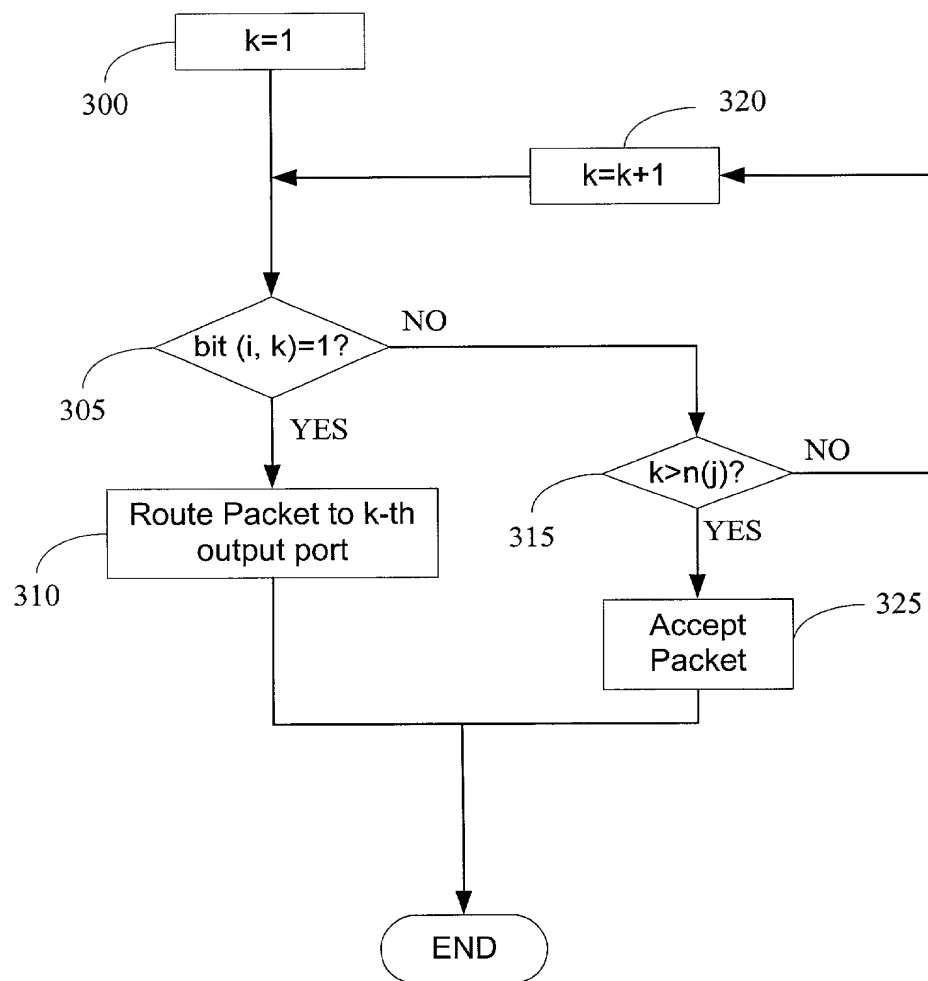 k=1
300
320
k=k+1
bit (i, k)=1?
NO
305
YES
k>n(j)?
NO
315
YES
Route Packet to k-th
output port
310
325
Accept
Packet
END